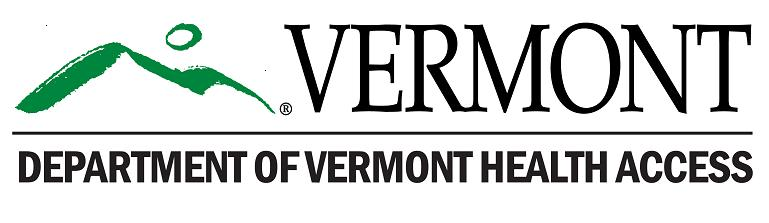 ® VERMONT
DEPARTMENT OF VERMONT HEALTH ACCESS